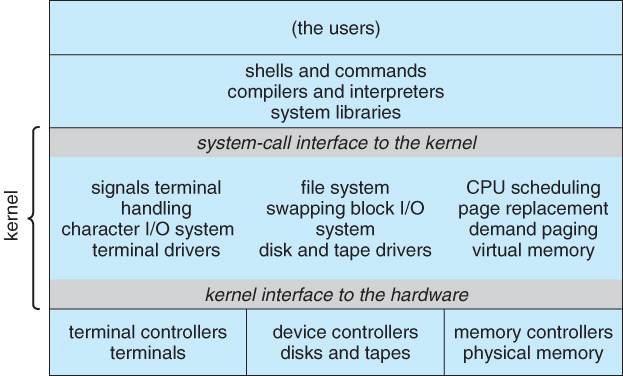 (the users)
shells and commands
compilers and interpreters
system libraries
system-call interface to the kernel
kernel
signals terminal
handling
character I/O system
terminal drivers
file system
swapping block I/O
system
disk and tape drivers
CPU scheduling
page replacement
demand paging
virtual memory
kernel interface to the hardware
terminal controllers
terminals
device controllers
disks and tapes
memory controllers
physical memory